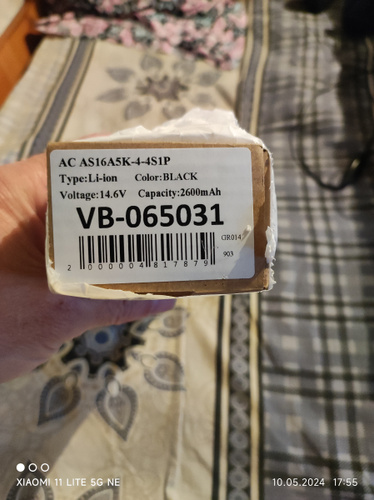 AC AS16A5K-4-4S1P
Type:Li-ion Color:BLACK
Voltage:14.6V Capacity:2600mAh
VB-065031
GR014
903
2 000004 817879
XIAOMI 11 LITE 5G NE
10.05.2024 17:55